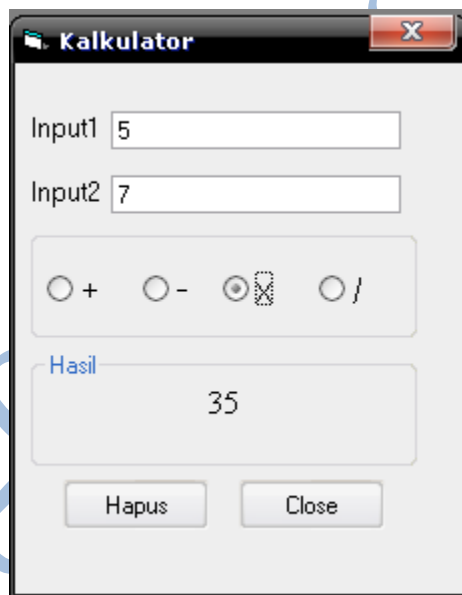 Kalkulator
Input1 5
Input2 7
+ - X /
Hasil
35
Hapus Close